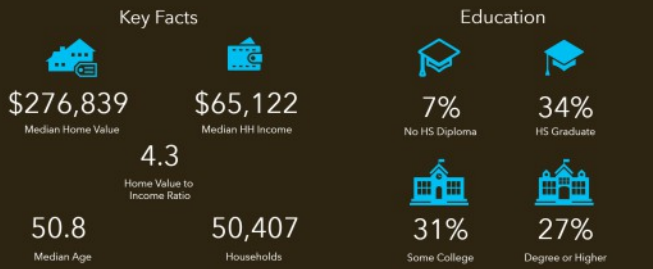 Key Facts
$276,839
Median Home Value
$65,122
Median HH Income
4.3
Home Value to
Income Ratio
50.8
Median Age
50,407
Households
Education
7%
No HS Diploma
34%
HS Graduate
31%
Some College
27%
Degree or Higher